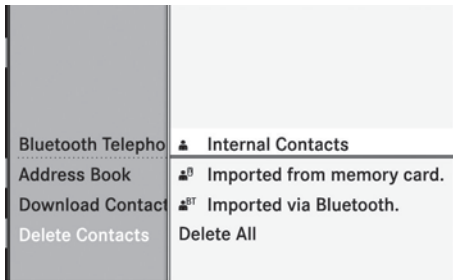 Bluetooth Telepho
Address Book
Download Contact
Delete Contacts
Internal Contacts
Imported from memory card.
BT Imported via Bluetooth.
Delete All